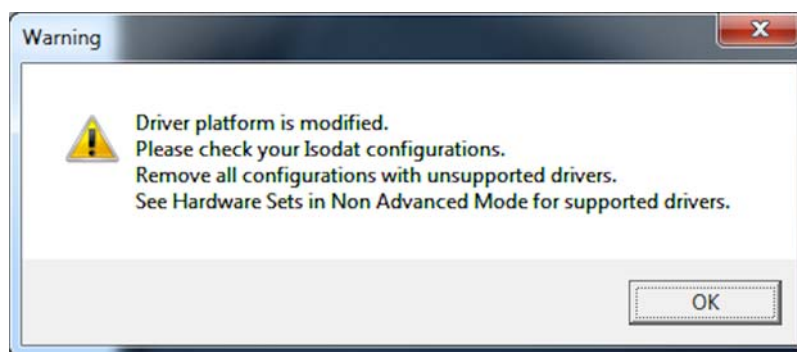 Warning
Driver platform is modified.
Please check your Isodat configurations.
Remove all configurations with unsupported drivers.
See Hardware Sets in Non Advanced Mode for supported drivers.
OK